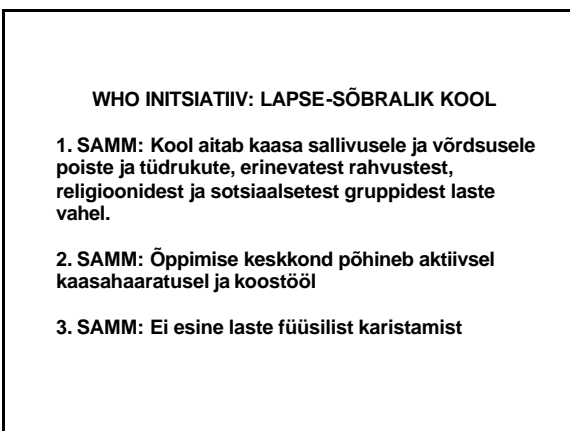 WHO INITSIATIIV: LAPSE-SÕBRALIK KOOL
1. SAMM: Kool aitab kaasa sallivusele ja võrdsusele
poiste ja tüdrukute, erinevatest rahvustest,
religioonidest ja sotsiaalsetest gruppidest laste
vahel.
2. SAMM: Õppimise keskkond põhineb aktiivsel
kaasahaaratusel ja koostööl
3. SAMM: Ei esine laste füüsilist karistamist